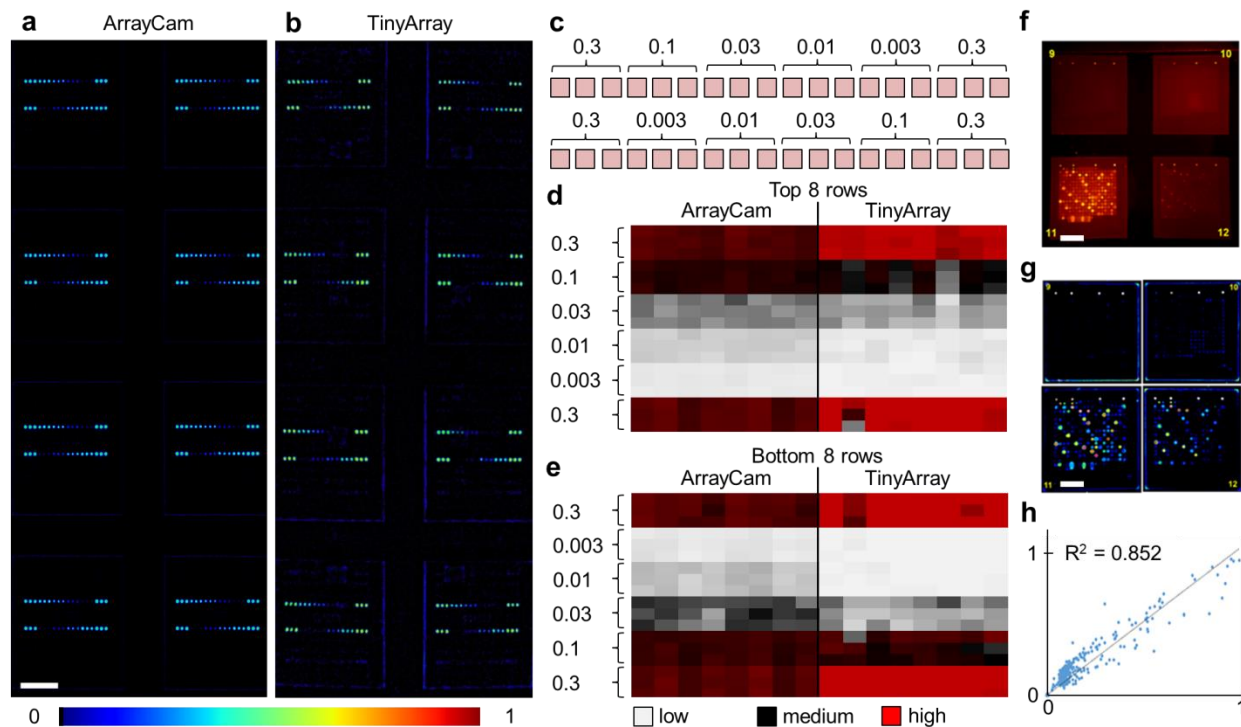 a
ArrayCam
b
TinyArray
0
1
c
0.3 0.1 0.03 0.01 0.003 0.3
0.3 0.003 0.01 0.03 0.1 0.3
d
Top 8 rows
ArrayCam TinyArray
0.3
0.1
0.03
0.01
0.003
0.3
e
Bottom 8 rows
ArrayCam TinyArray
0.3
0.003
0.01
0.03
0.1
0.3
low medium high
f
9 10
11 12
g
9 10
11 12
h
1
R² = 0.852
0
0 1